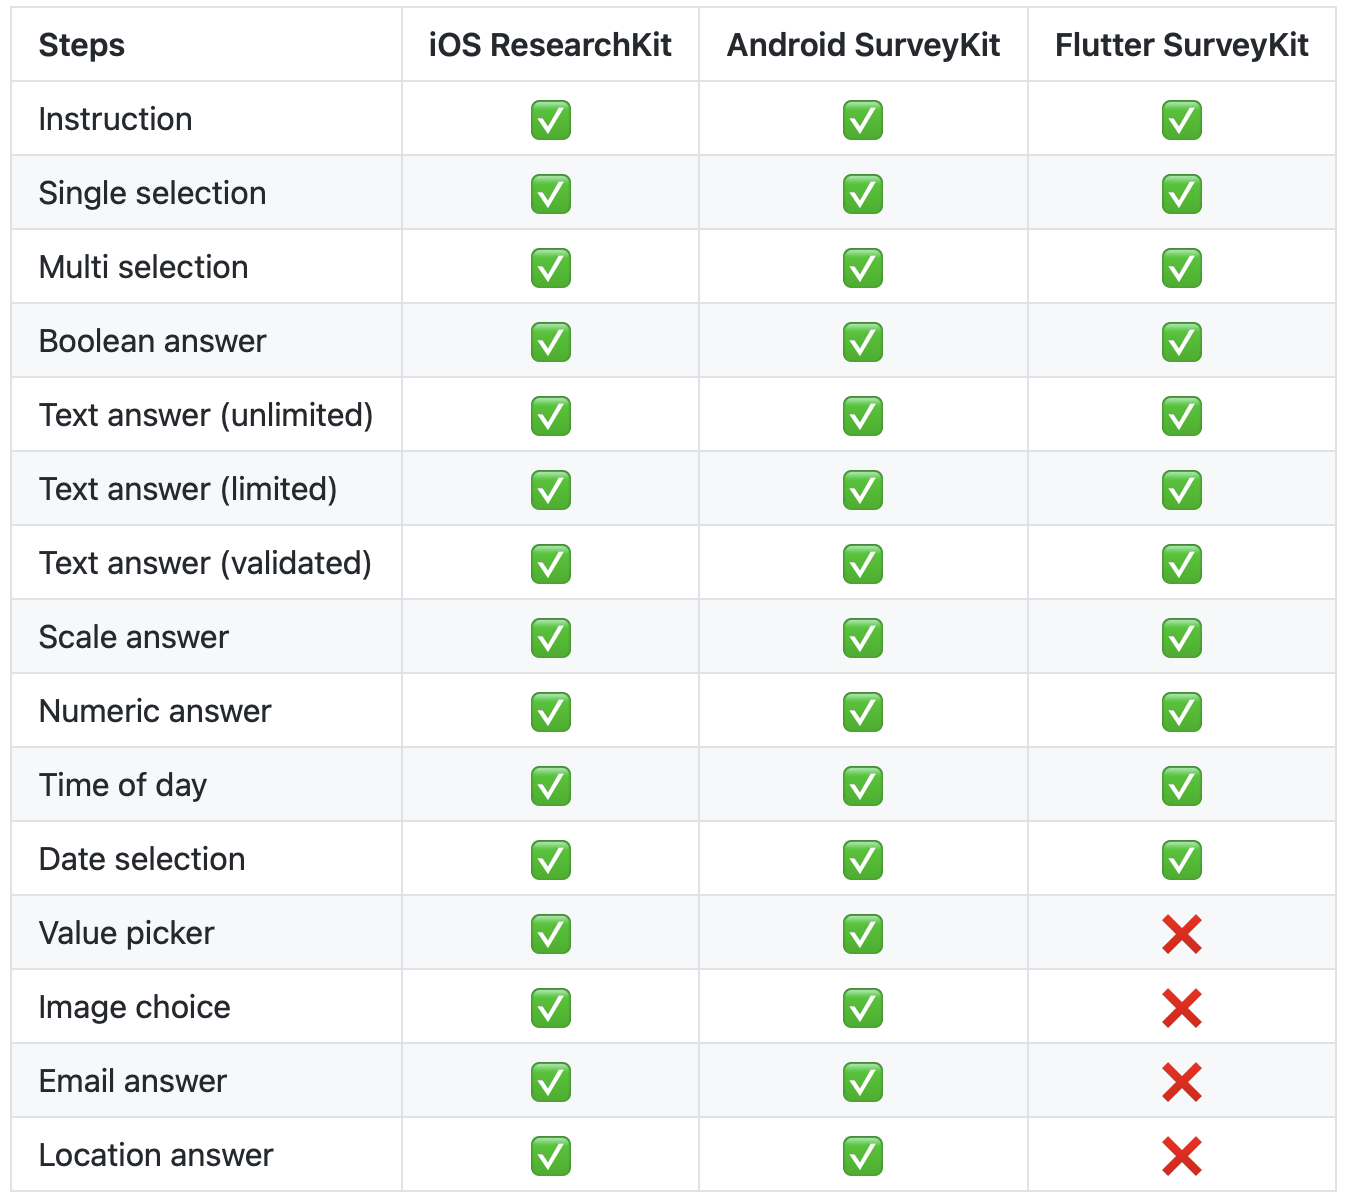 Steps iOS ResearchKit Android SurveyKit Flutter SurveyKit
Instruction ✅ ✅ ✅
Single selection ✅ ✅ ✅
Multi selection ✅ ✅ ✅
Boolean answer ✅ ✅ ✅
Text answer (unlimited) ✅ ✅ ✅
Text answer (limited) ✅ ✅ ✅
Text answer (validated) ✅ ✅ ✅
Scale answer ✅ ✅ ✅
Numeric answer ✅ ✅ ✅
Time of day ✅ ✅ ✅
Date selection ✅ ✅ ✅
Value picker ✅ ✅ ❌
Image choice ✅ ✅ ❌
Email answer ✅ ✅ ❌
Location answer ✅ ✅ ❌